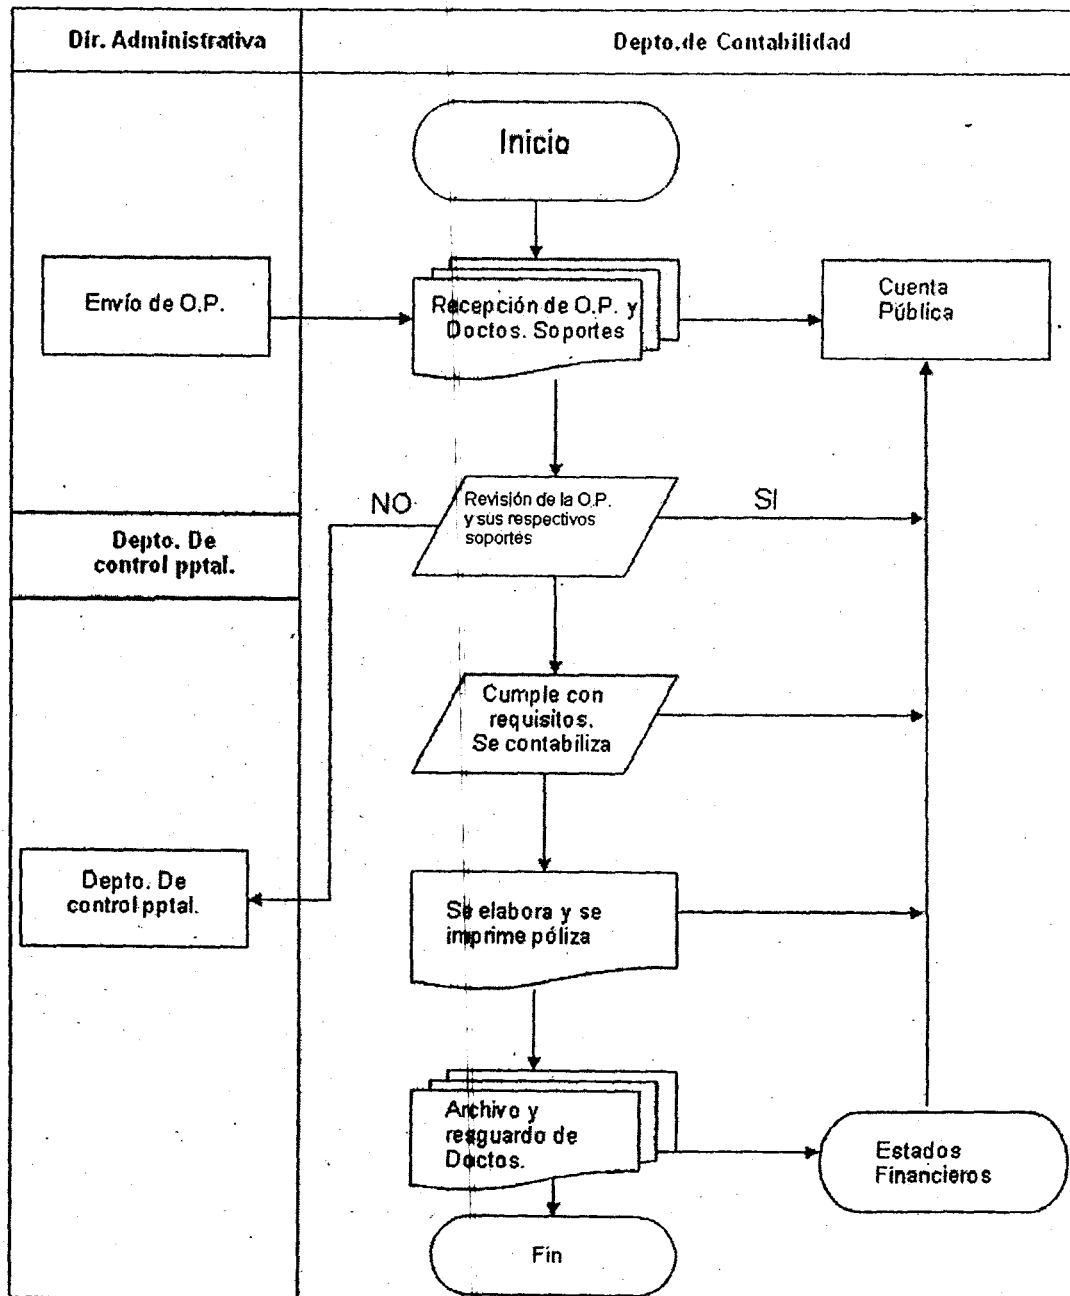 Dir. Administrativa
Depto.de Contabilidad
Inicio
Envío de O.P.
Recepción de O.P. y
Doctos. Soportes
Cuenta
Pública
NO
Revisión de la O.P.
y sus respectivos
soportés
SI
Depto. De
control pptal.
Cumple con
requisitos.
Se contabiliza
Depto. De
control pptal.
Se elabora y se
imprime póliza
Archivo y
resguardo de
Doctos.
Estados
Financieros
Fin